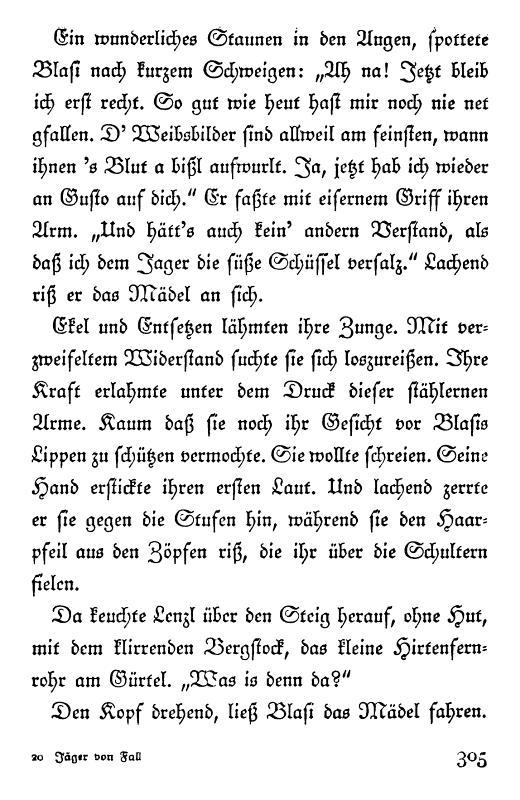 Ein wunderliches Staunen in den Augen, spottete
Blasi nach kurzem Schweigen: „Ah na! Jetzt bleib
ich erst recht. So gut wie heut hast mir noch nie net
gfallen. D' Weibsbilder sind allweil am feinsten, wann
ihnen 's Blut a bißl aufwurlt. Ja, jetzt hab ich wieder
an Gusto auf dich.“ Er faßte mit eisernem Griff ihren
Arm. „Und hätt's auch kein' andern Verstand, als
daß ich dem Jager die süße Schüssel versalz.“ Lachend
riß er das Mädel an sich.
Ekel und Entsetzen lähmten ihre Zunge. Mit ver-
zweifeltem Widerstand suchte sie sich loszureißen. Ihre
Kraft erlahmte unter dem Druck dieser stählernen
Arme. Kaum daß sie noch ihr Gesicht vor Blasis
Lippen zu schützen vermochte. Sie wollte schreien. Seine
Hand erstickte ihren ersten Laut. Und lachend zerrte
er sie gegen die Stufen hin, während sie den Haar-
pfeil aus den Zöpfen riß, die ihr über die Schultern
fielen.
Da keuchte Lenzl über den Steig herauf, ohne Hut,
mit dem klirrenden Bergstock, das kleine Hirtenfern-
rohr am Gürtel. „Was is denn da?“
Den Kopf drehend, ließ Blasi das Mädel fahren.
20 Jäger von Fall
305